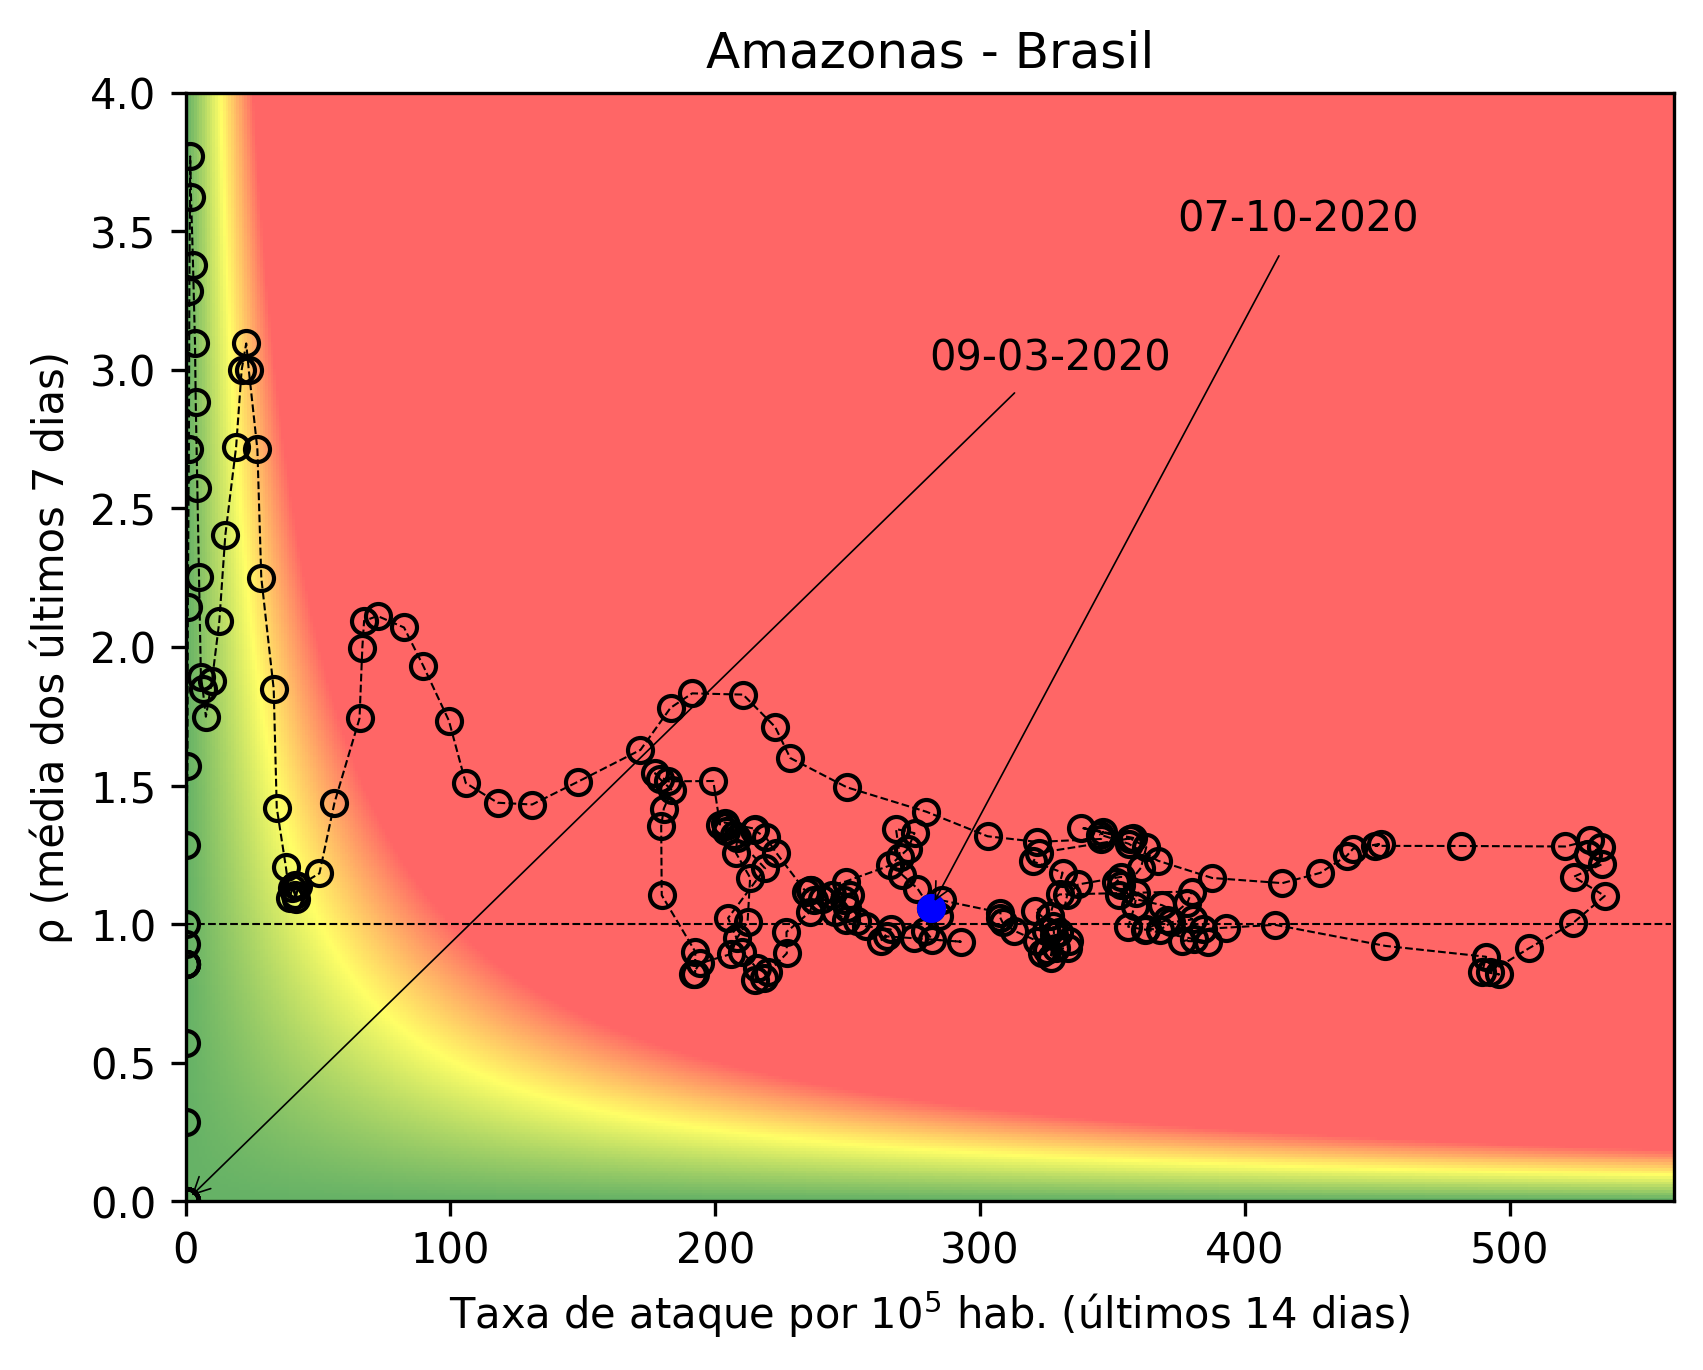 Amazonas - Brasil
4.0
3.5
3.0
2.5
2.0
1.5
1.0
0.5
0.0
ρ (média dos últimos 7 dias)
07-10-2020
09-03-2020
0 100 200 300 400 500
Taxa de ataque por 10⁵ hab. (últimos 14 dias)